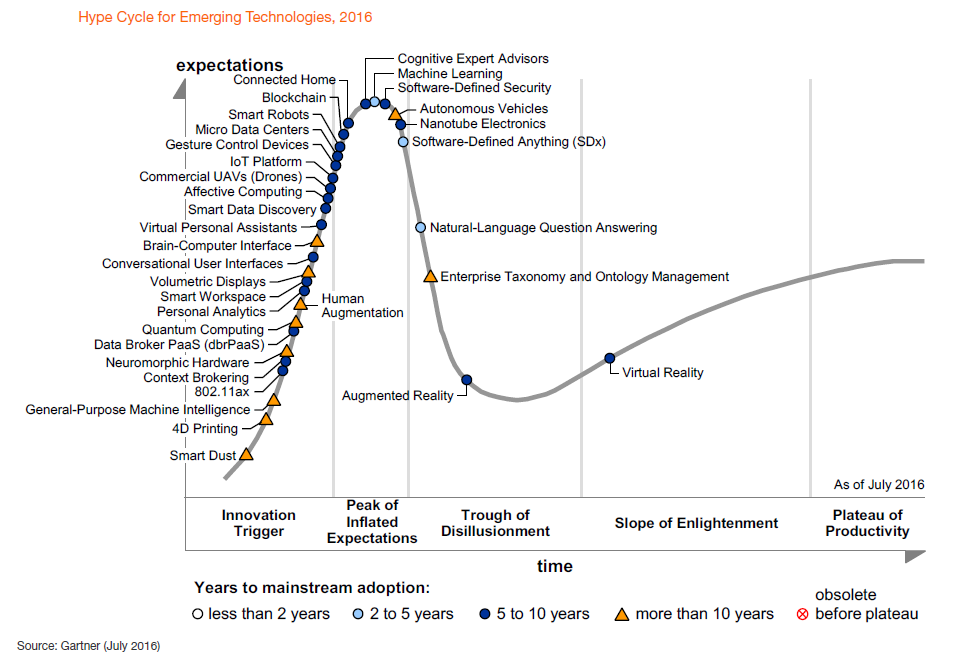 Hype Cycle for Emerging Technologies, 2016
expectations
Cognitive Expert Advisors
Machine Learning
Connected Home
Software-Defined Security
Blockchain
Autonomous Vehicles
Smart Robots
Nanotube Electronics
Micro Data Centers
Software-Defined Anything (SDx)
Gesture Control Devices
IoT Platform
Commercial UAVs (Drones)
Affective Computing
Smart Data Discovery
Virtual Personal Assistants
Natural-Language Question Answering
Brain-Computer Interface
Conversational User Interfaces
Enterprise Taxonomy and Ontology Management
Volumetric Displays
Smart Workspace
Human
Augmentation
Personal Analytics
Quantum Computing
Data Broker PaaS (dbrPaaS)
Neuromorphic Hardware
Virtual Reality
Context Brokering
802.11ax
Augmented Reality
General-Purpose Machine Intelligence
4D Printing
Smart Dust
As of July 2016
Innovation
Trigger
Peak of
Inflated
Expectations
Trough of
Disillusionment
Slope of Enlightenment
Plateau of
Productivity
time
Years to mainstream adoption:
less than 2 years
2 to 5 years
5 to 10 years
more than 10 years
obsolete
before plateau
Source: Gartner (July 2016)